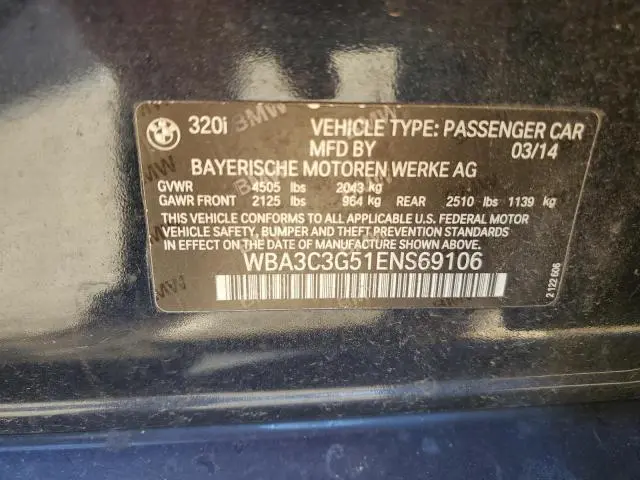 BMW 320i VEHICLE TYPE: PASSENGER CAR
MFD BY 03/14
BAYERISCHE MOTOREN WERKE AG
GVWR 4505 lbs 2043 kg
GAWR FRONT 2125 lbs 964 kg REAR 2510 lbs 1139 kg
THIS VEHICLE CONFORMS TO ALL APPLICABLE U.S. FEDERAL MOTOR
VEHICLE SAFETY, BUMPER AND THEFT PREVENTION STANDARDS
IN EFFECT ON THE DATE OF MANUFACTURE SHOWN ABOVE.
WBA3C3G51ENS69106
2 122 606